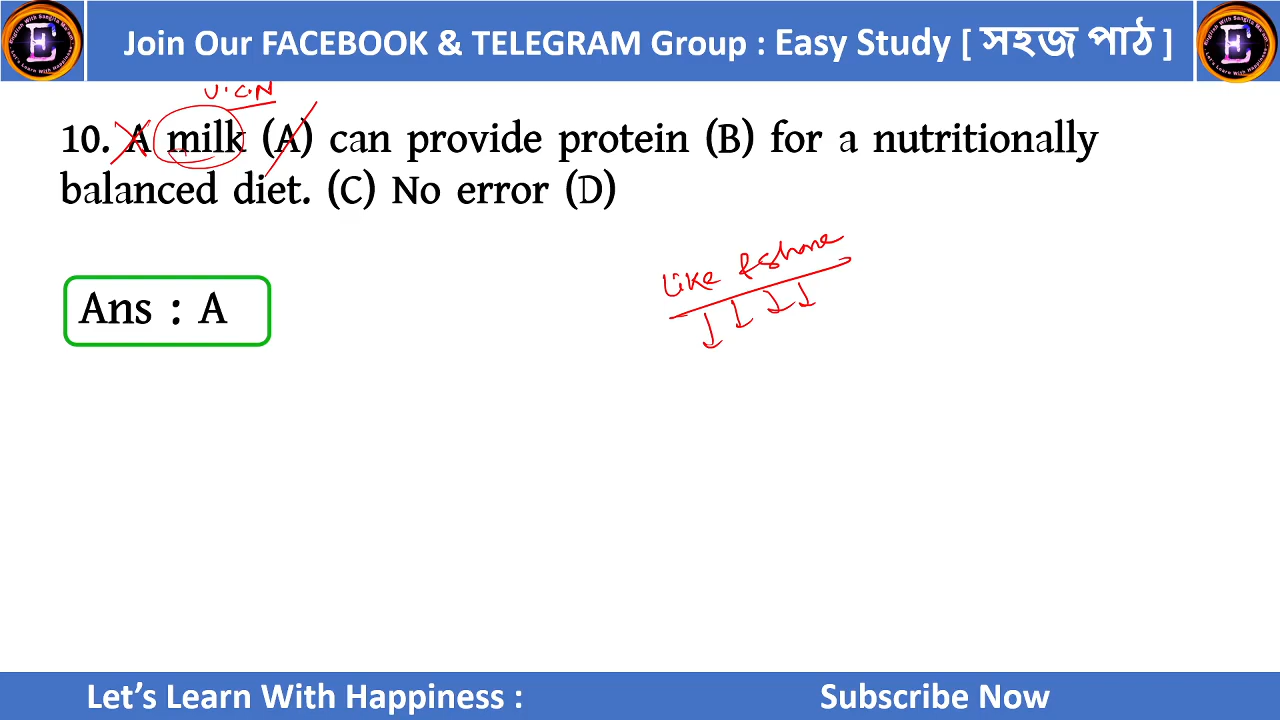 Join Our FACEBOOK & TELEGRAM Group : Easy Study [ সহজ পাঠ ]
E
E
U.C.N
10. A milk (A) can provide protein (B) for a nutritionally
balanced diet. (C) No error (D)
Like & share
Ans : A
Let's Learn With Happiness :
Subscribe Now